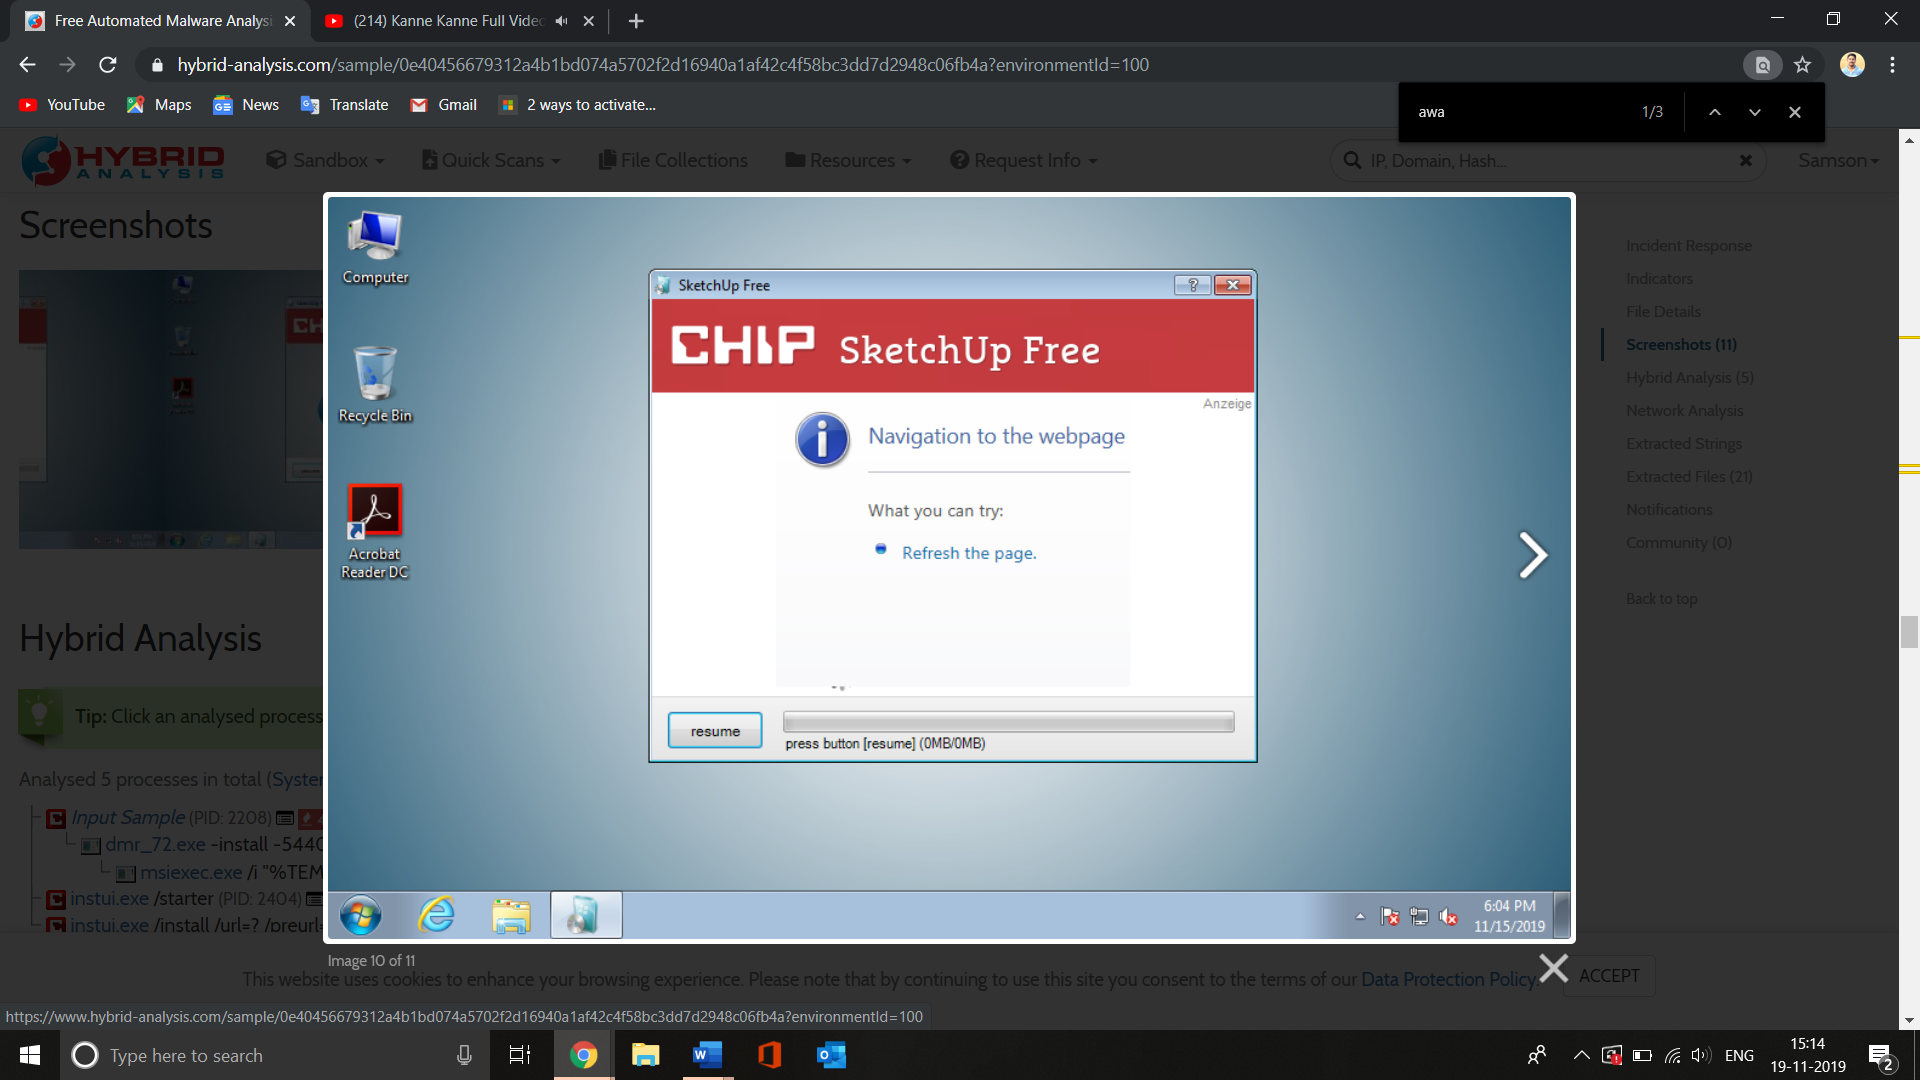 Free Automated Malware Analysi
(214) Kanne Kanne Full Video
hybrid-analysis.com/sample/0e40456679312a4b1bd074a5702f2d16940a1af42c4f58bc3dd7d2948c06fb4a?environmentId=100
YouTube Maps News Translate Gmail 2 ways to activate...
awa 1/3
HYBRID ANALYSIS
Sandbox Quick Scans File Collections Resources Request Info IP, Domain, Hash... Samson
Screenshots
Computer
Recycle Bin
Acrobat
Reader DC
SketchUp Free
CHIP SketchUp Free
Anzeige
Navigation to the webpage
What you can try:
Refresh the page.
resume
press button [resume] (0MB/0MB)
6:04 PM
11/15/2019
Incident Response
Indicators
File Details
Screenshots (11)
Hybrid Analysis (5)
Network Analysis
Extracted Strings
Extracted Files (21)
Notifications
Community (0)
Back to top
Hybrid Analysis
Tip: Click an analysed process
Analysed 5 processes in total (System
Input Sample (PID: 2208)
dmr_72.exe -install -5440
msiexec.exe /i "%TEM
instui.exe /starter (PID: 2404)
instui.exe /install /url=? /preurl=
Image 10 of 11
This website uses cookies to enhance your browsing experience. Please note that by continuing to use this site you consent to the terms of our Data Protection Policy.
ACCEPT
https://www.hybrid-analysis.com/sample/0e40456679312a4b1bd074a5702f2d16940a1af42c4f58bc3dd7d2948c06fb4a?environmentId=100
Type here to search
ENG
15:14
19-11-2019
2